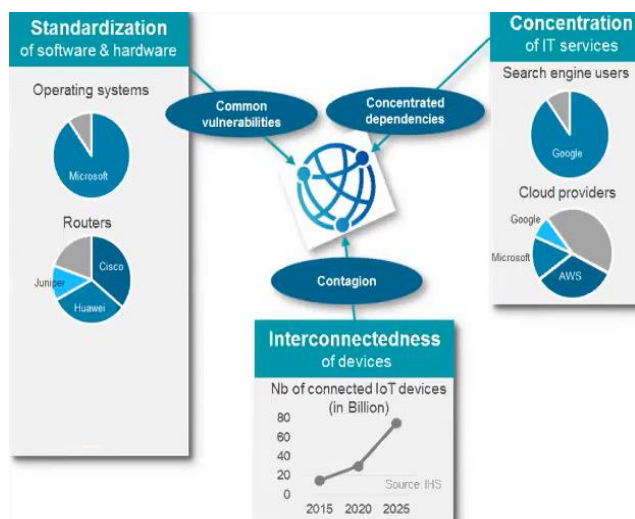 Standardization
of software & hardware
Operating systems
Microsoft
Routers
Cisco
Juniper
Huawei
Common
vulnerabilities
Concentrated
dependencies
Concentration
of IT services
Search engine users
Google
Cloud providers
Google
Microsoft
AWS
Contagion
Interconnectedness
of devices
Nb of connected IoT devices
(in Billion)
80
60
40
20
0
Source: IHS
2015 2020 2025